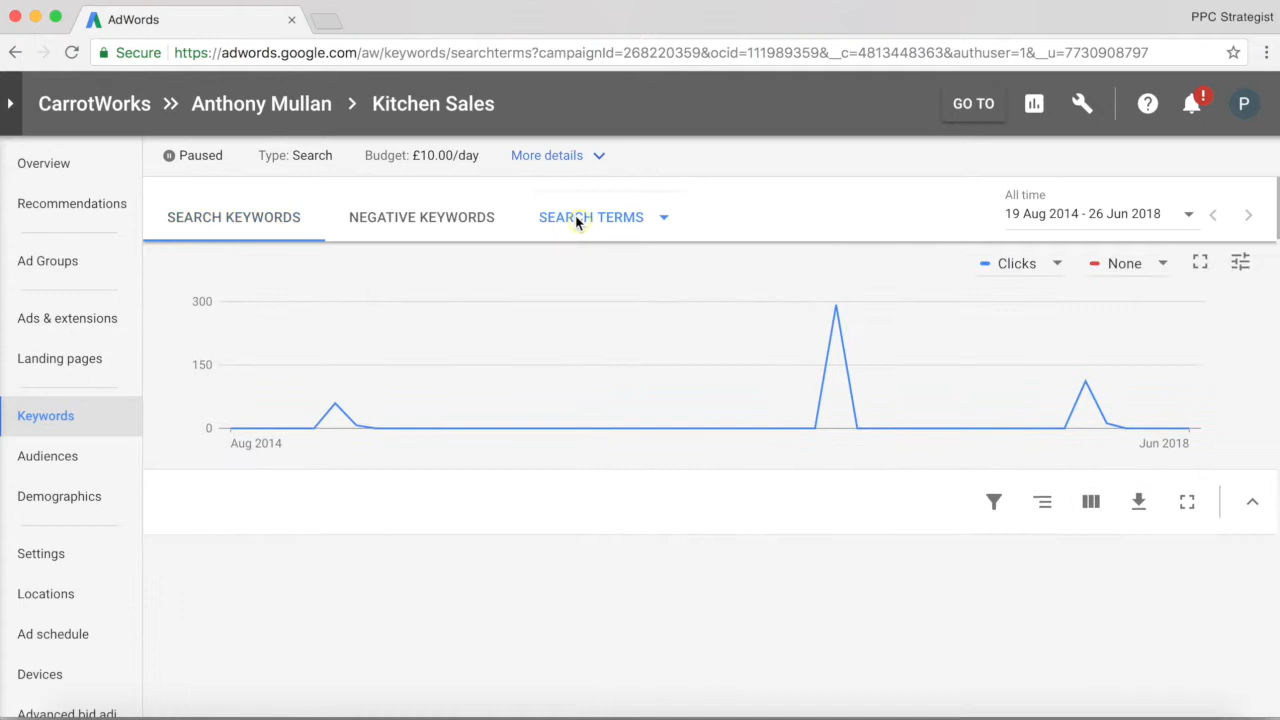 AdWords
PPC Strategist
Secure https://adwords.google.com/aw/keywords/searchterms?campaignId=268220359&ocid=111989359&__c=4813448363&authuser=1&__u=7730908797
CarrotWorks >> Anthony Mullan > Kitchen Sales
GO TO
P
Overview
Recommendations
Ad Groups
Ads & extensions
Landing pages
Keywords
Audiences
Demographics
Settings
Locations
Ad schedule
Devices
Advanced bid adj
Paused Type: Search Budget: £10.00/day More details
SEARCH KEYWORDS NEGATIVE KEYWORDS SEARCH TERMS
All time
19 Aug 2014 - 26 Jun 2018
Clicks None
300
150
0
Aug 2014 Jun 2018